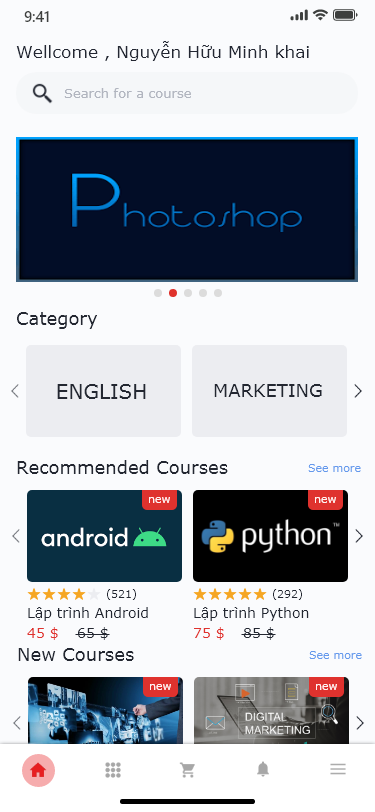 9:41
Wellcome , Nguyễn Hữu Minh khai
Search for a course
Photoshop
Category
ENGLISH
MARKETING
Recommended Courses
See more
new
new
android
python™
(521)
(292)
Lập trình Android
Lập trình Python
45 $ 65 $
75 $ 85 $
New Courses
See more
new
new
DIGITAL
MARKETING